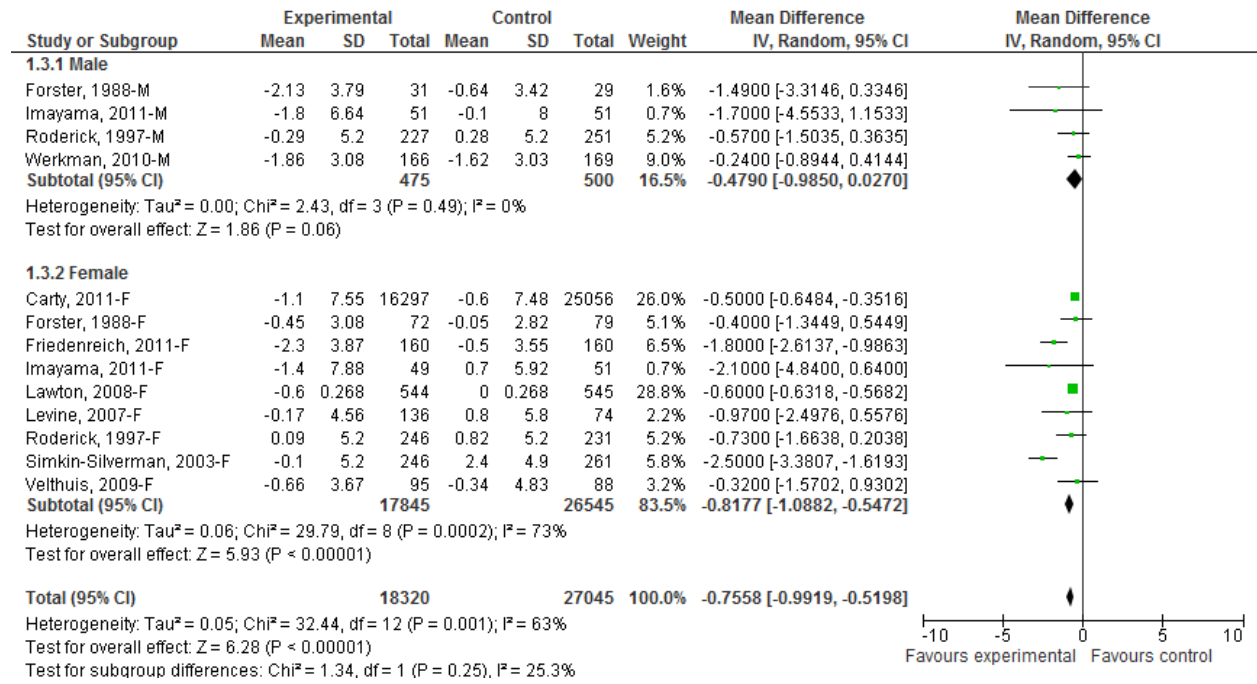 Experimental Control Mean Difference Mean Difference
Study or Subgroup Mean SD Total Mean SD Total Weight IV, Random, 95% CI IV, Random, 95% CI
1.3.1 Male
Forster, 1988-M -2.13 3.79 31 -0.64 3.42 29 1.6% -1.4900 [-3.3146, 0.3346]
Imayama, 2011-M -1.8 6.64 51 -0.1 8 51 0.7% -1.7000 [-4.5533, 1.1533]
Roderick, 1997-M -0.29 5.2 227 0.28 5.2 251 5.2% -0.5700 [-1.5035, 0.3635]
Werkman, 2010-M -1.86 3.08 166 -1.62 3.03 169 9.0% -0.2400 [-0.8944, 0.4144]
Subtotal (95% CI) 475 500 16.5% -0.4790 [-0.9850, 0.0270]
Heterogeneity: Tau² = 0.00; Chi² = 2.43, df = 3 (P = 0.49); I² = 0%
Test for overall effect: Z = 1.86 (P = 0.06)
1.3.2 Female
Carty, 2011-F -1.1 7.55 16297 -0.6 7.48 25056 26.0% -0.5000 [-0.6484, -0.3516]
Forster, 1988-F -0.45 3.08 72 -0.05 2.82 79 5.1% -0.4000 [-1.3449, 0.5449]
Friedenreich, 2011-F -2.3 3.87 160 -0.5 3.55 160 6.5% -1.8000 [-2.6137, -0.9863]
Imayama, 2011-F -1.4 7.88 49 0.7 5.92 51 0.7% -2.1000 [-4.8400, 0.6400]
Lawton, 2008-F -0.6 0.268 544 0 0.268 545 28.8% -0.6000 [-0.6318, -0.5682]
Levine, 2007-F -0.17 4.56 136 0.8 5.8 74 2.2% -0.9700 [-2.4976, 0.5576]
Roderick, 1997-F 0.09 5.2 246 0.82 5.2 231 5.2% -0.7300 [-1.6638, 0.2038]
Simkin-Silverman, 2003-F -0.1 5.2 246 2.4 4.9 261 5.8% -2.5000 [-3.3807, -1.6193]
Velthuis, 2009-F -0.66 3.67 95 -0.34 4.83 88 3.2% -0.3200 [-1.5702, 0.9302]
Subtotal (95% CI) 17845 26545 83.5% -0.8177 [-1.0882, -0.5472]
Heterogeneity: Tau² = 0.06; Chi² = 29.79, df = 8 (P = 0.0002); I² = 73%
Test for overall effect: Z = 5.93 (P < 0.00001)
Total (95% CI) 18320 27045 100.0% -0.7558 [-0.9919, -0.5198]
Heterogeneity: Tau² = 0.05; Chi² = 32.44, df = 12 (P = 0.001); I² = 63%
Test for overall effect: Z = 6.28 (P < 0.00001)
Test for subgroup differences: Chi² = 1.34, df = 1 (P = 0.25), I² = 25.3%
-10 -5 0 5 10
Favours experimental Favours control